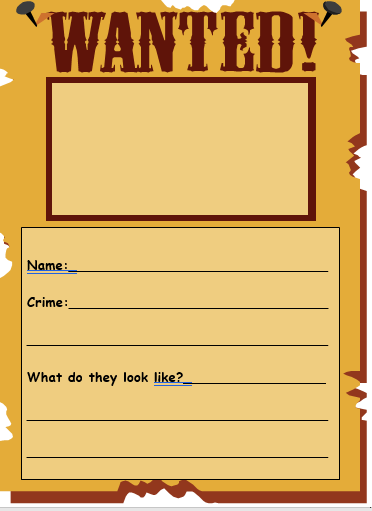 WANTED!
Name:_
Crime:
What do they look like?_